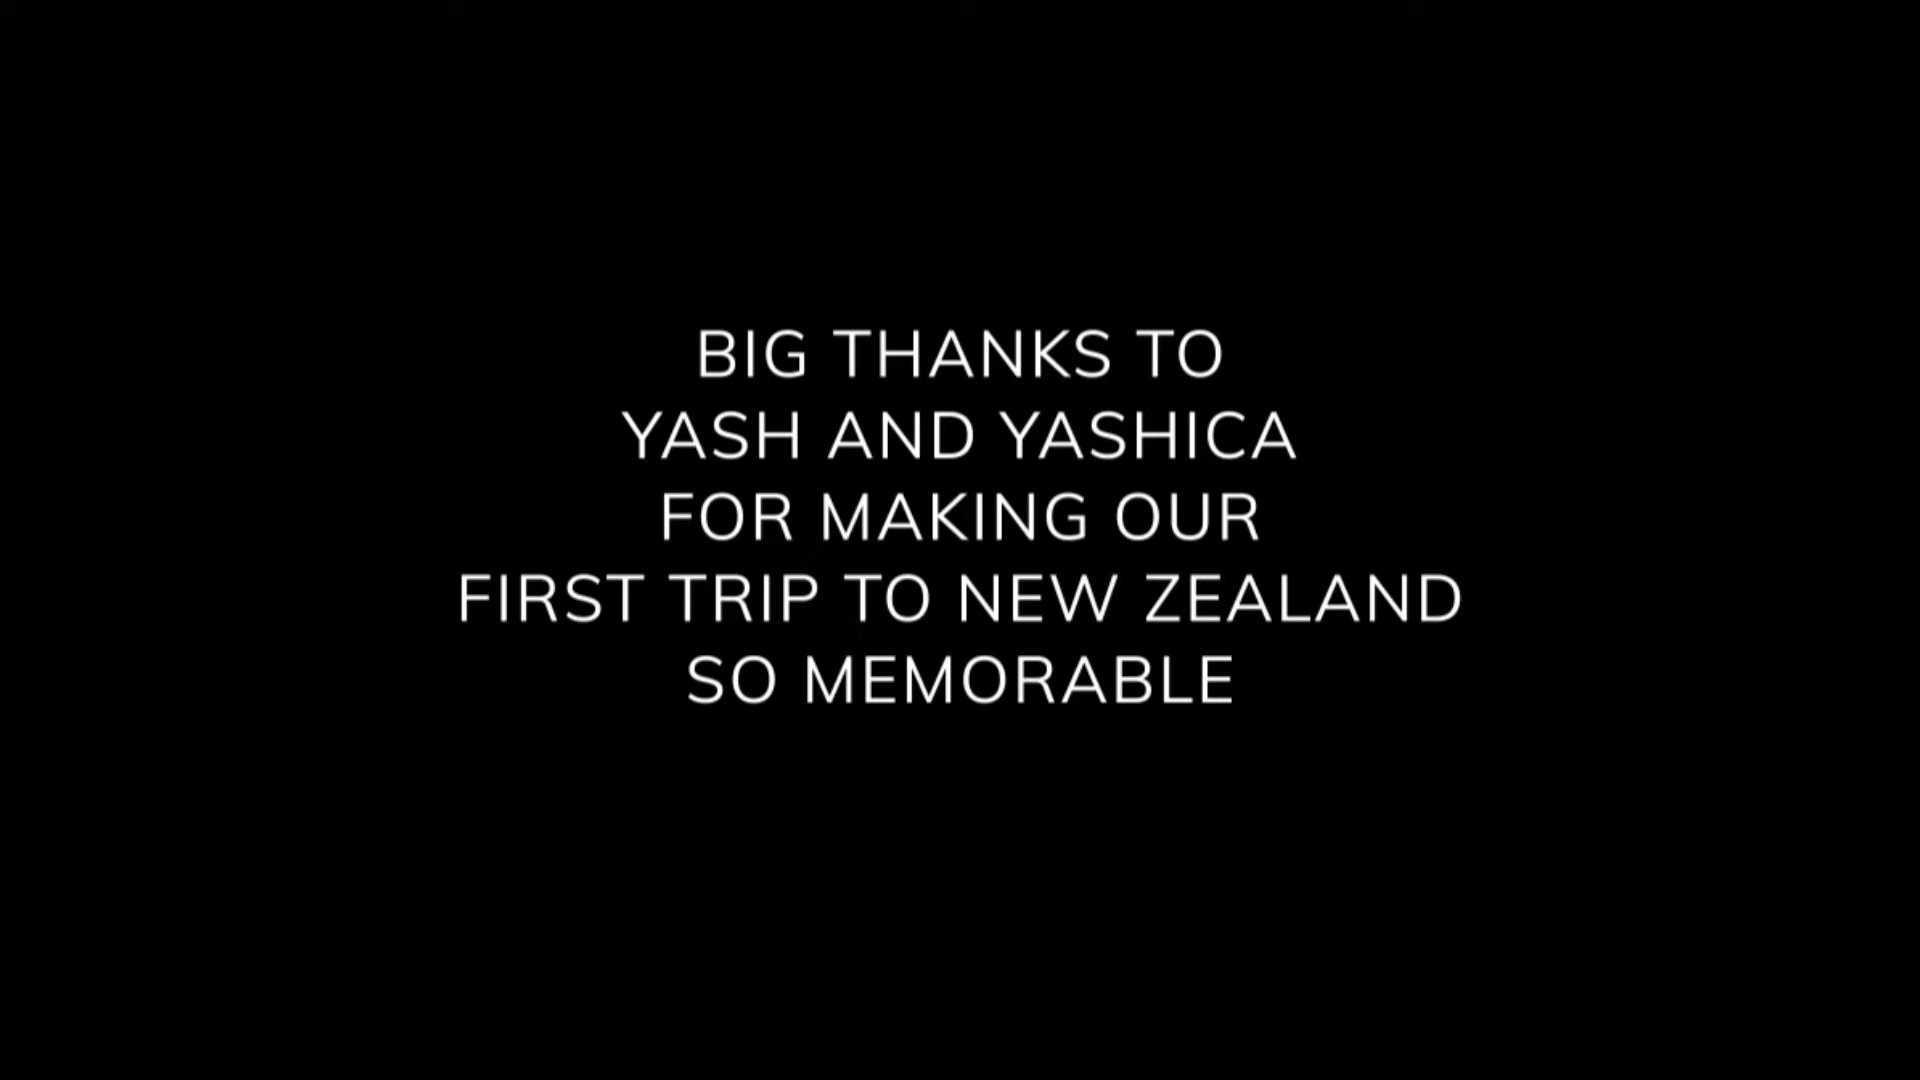 BIG THANKS TO
YASH AND YASHICA
FOR MAKING OUR
FIRST TRIP TO NEW ZEALAND
SO MEMORABLE